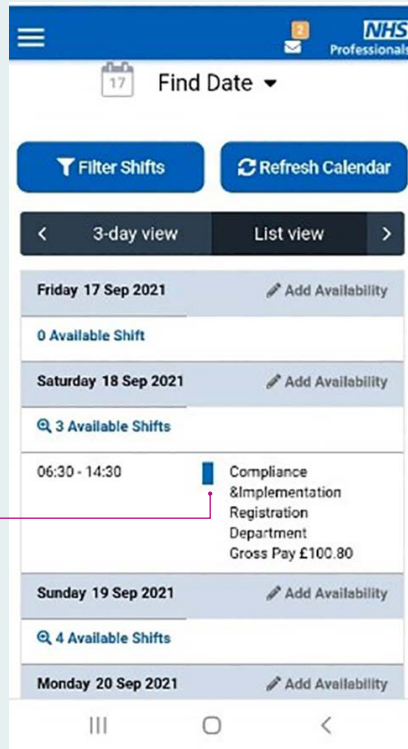 2
NHS
Professionals
17
Find Date
Filter Shifts
Refresh Calendar
3-day view
List view
Friday 17 Sep 2021
Add Availability
0 Available Shift
Saturday 18 Sep 2021
Add Availability
3 Available Shifts
06:30 - 14:30
Compliance
&Implementation
Registration
Department
Gross Pay £100.80
Sunday 19 Sep 2021
Add Availability
4 Available Shifts
Monday 20 Sep 2021
Add Availability